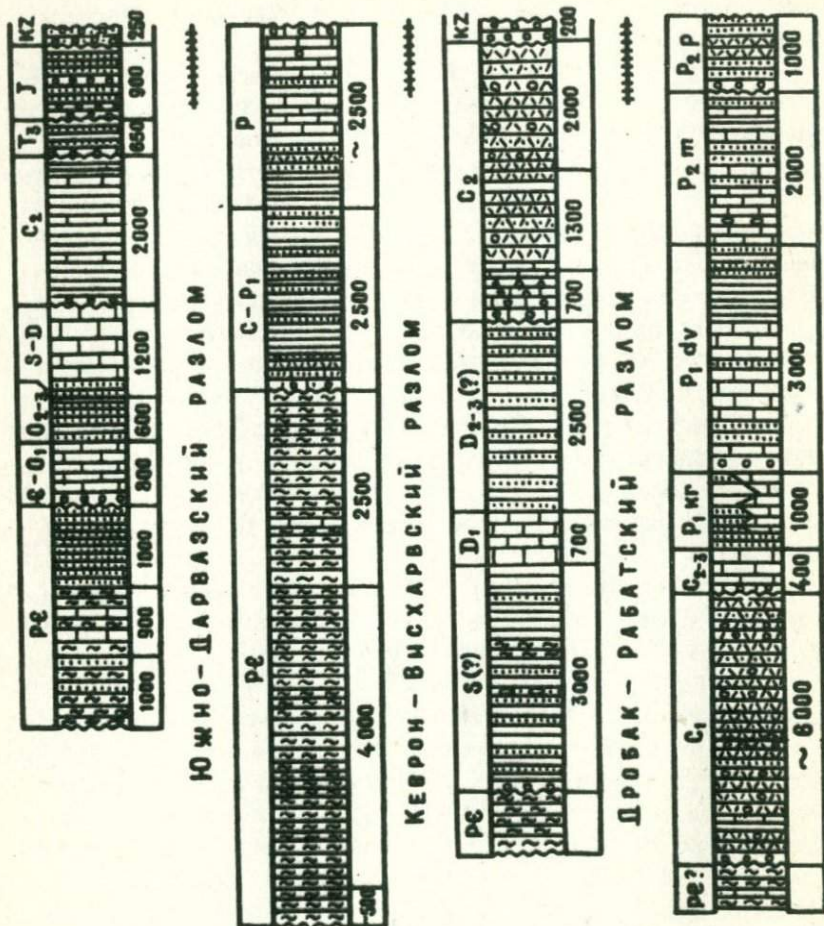 KZ
250
J
900
T₃
650
C₂
2000
S-D
1200
O₂₋₃
600
Є-O₁
800
PЄ
1000
900
1000
ЮЖНО-ДАРВАЗСКИЙ РАЗЛОМ
P
~ 2500
C-P₁
2500
PЄ
2500
4000
~500
КЕВРОН-ВИСХАРВСКИЙ РАЗЛОМ
KZ
200
C₂
2000
1300
700
D₂₋₃(?)
2500
D₁
700
S(?)
3000
PЄ
ДРОБАК-РАБАТСКИЙ РАЗЛОМ
P₂ p
1000
P₂ m
2000
P₁ dv
3000
P₁ кг
1000
C₂₋₃
400
C₁
~ 6000
PЄ?